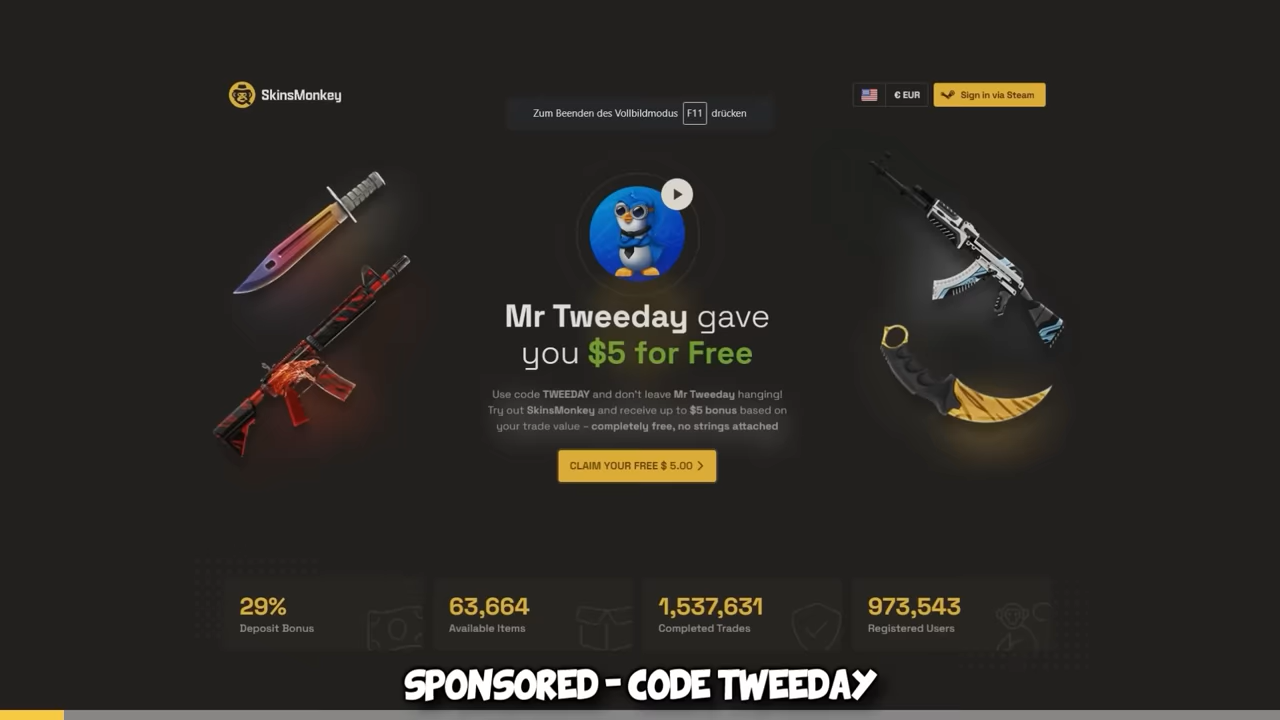 SkinsMonkey
€ EUR
Sign in via Steam
Zum Beenden des Vollbildmodus F11 drücken
Mr Tweeday gave
you $5 for Free
Use code TWEEDAY and don't leave Mr Tweeday hanging!
Try out SkinsMonkey and receive up to $5 bonus based on
your trade value – completely free, no strings attached
CLAIM YOUR FREE $ 5.00
29%
Deposit Bonus
63,664
Available Items
1,537,631
Completed Trades
973,543
Registered Users
SPONSORED - CODE TWEEDAY